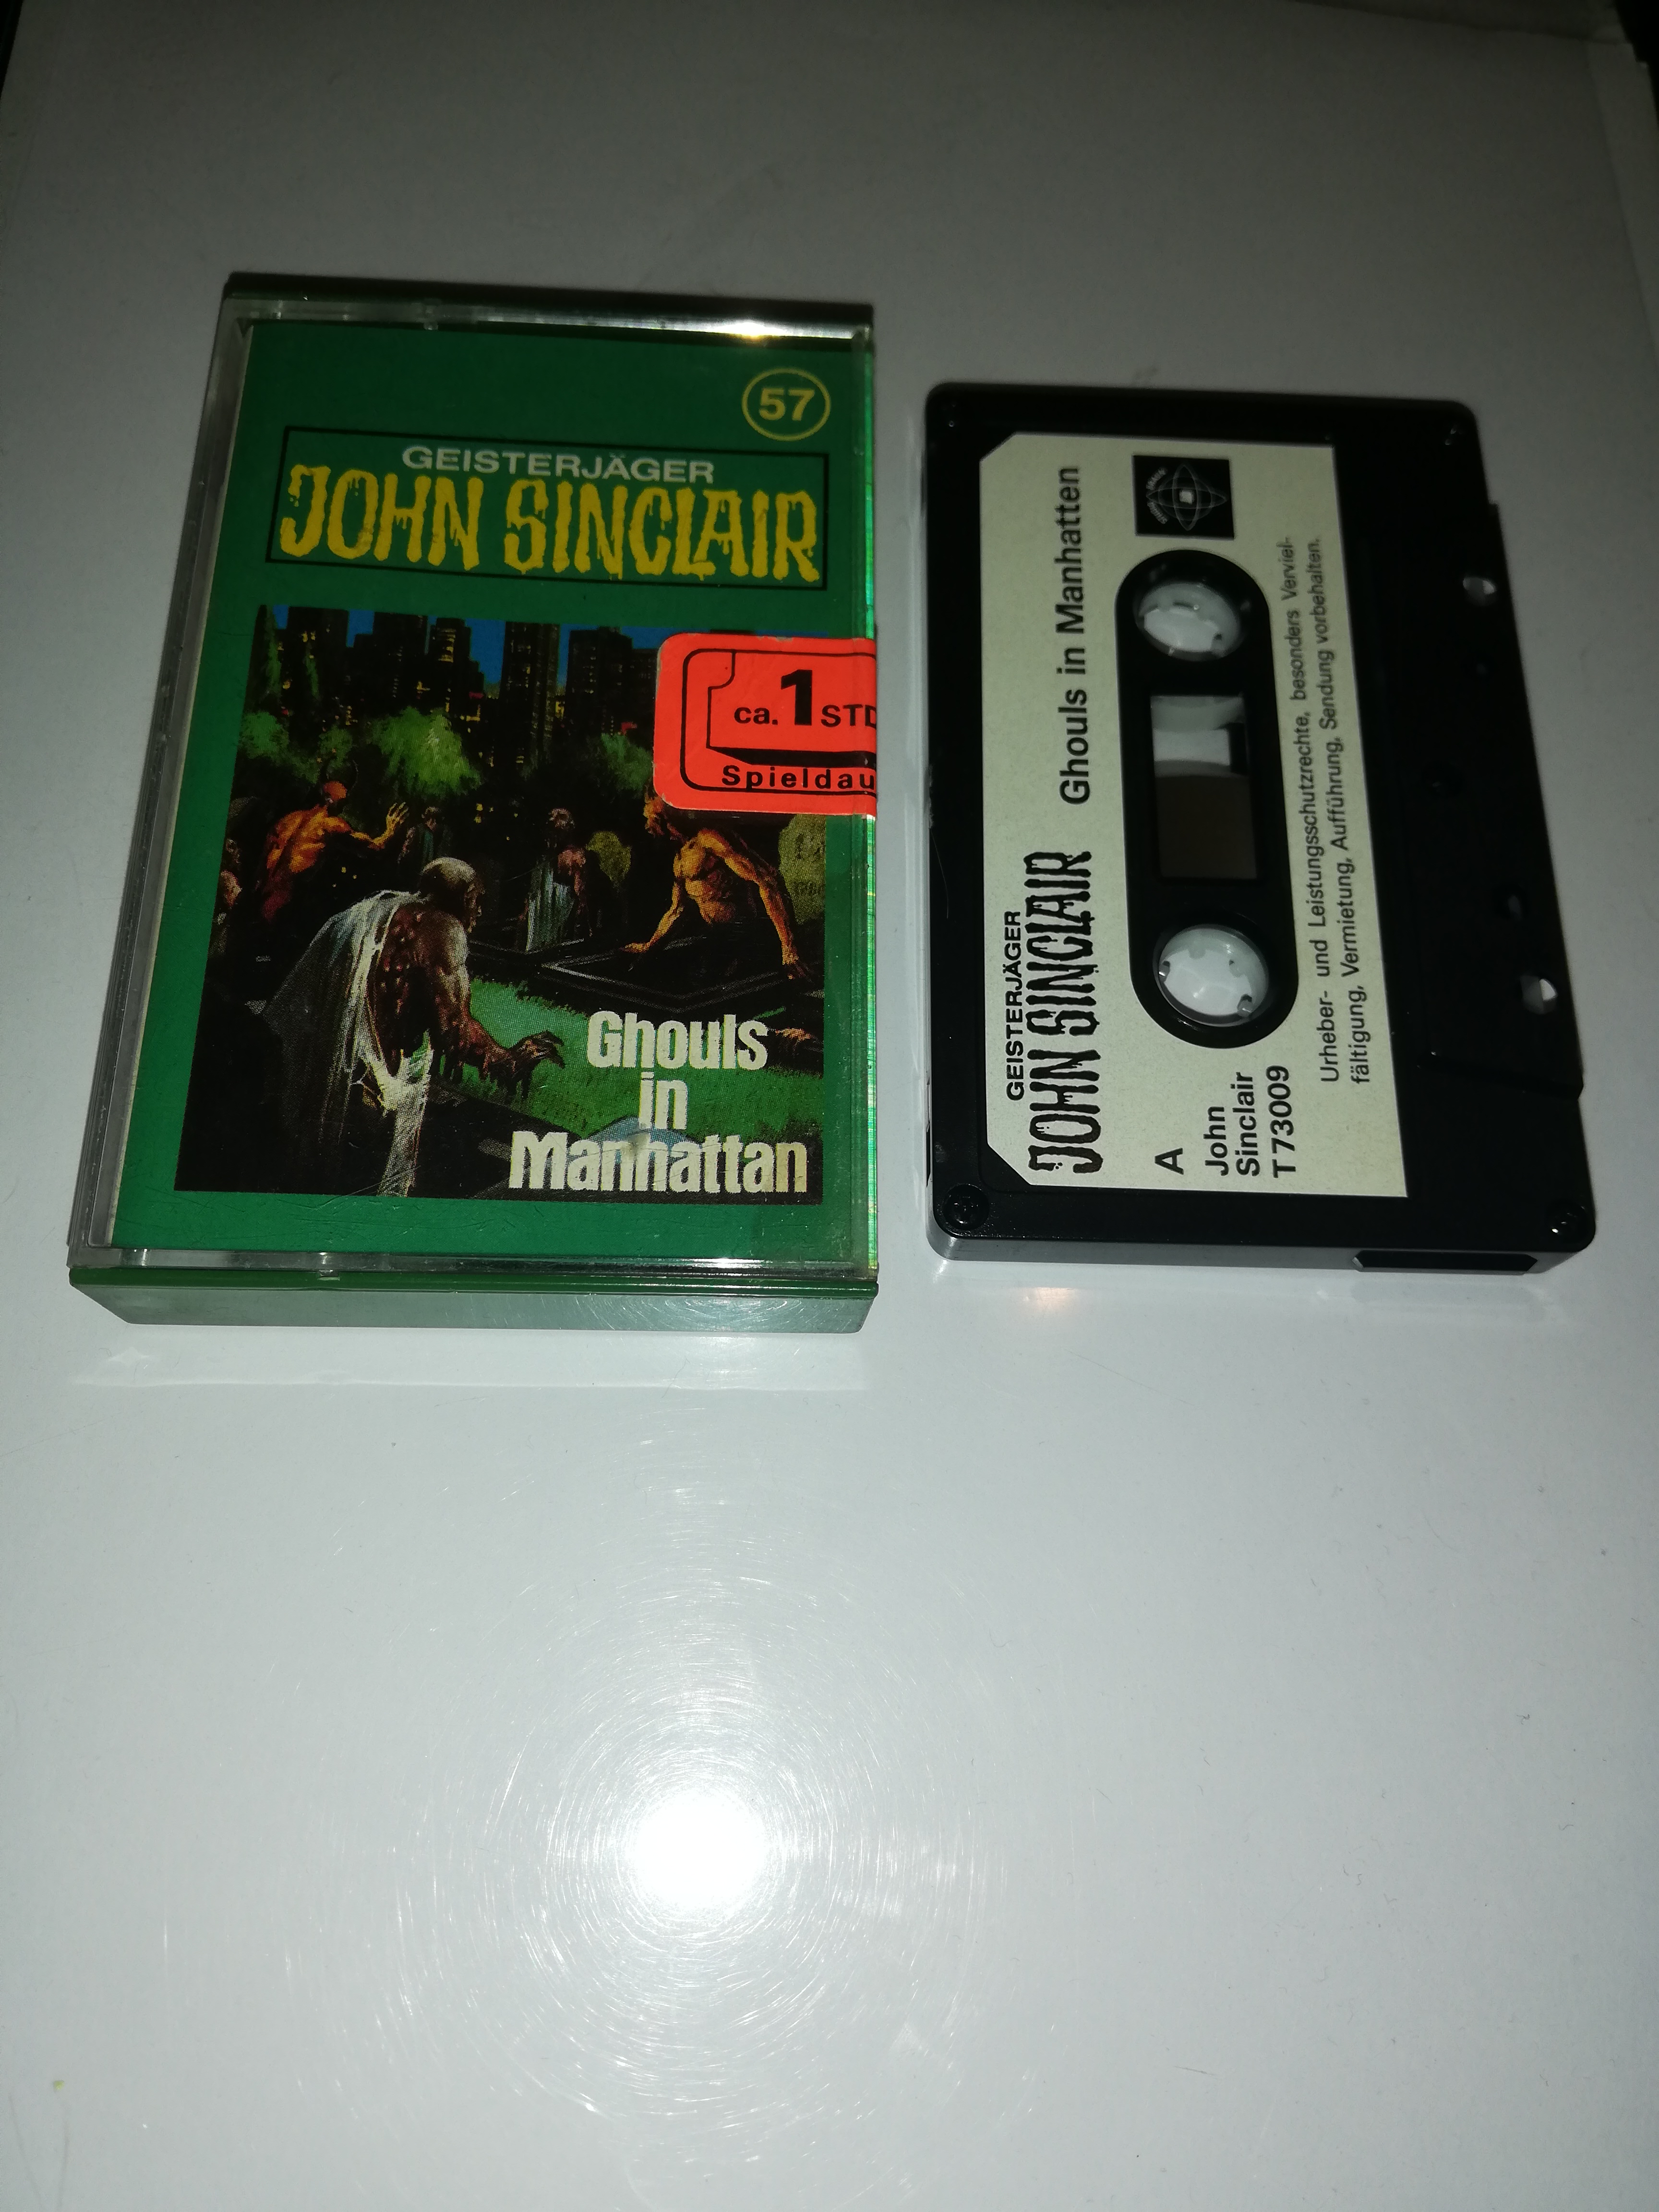 57
GEISTERJÄGER
JOHN SINCLAIR
ca. 1 STD
Spieldau
Ghouls
in
Manhattan
GEISTERJÄGER
JOHN SINCLAIR Ghouls in Manhatten
A
John
Sinclair
T 73009
Urheber- und Leistungsschutzrechte, besonders Verviel-
fältigung, Vermietung, Aufführung, Sendung vorbehalten.